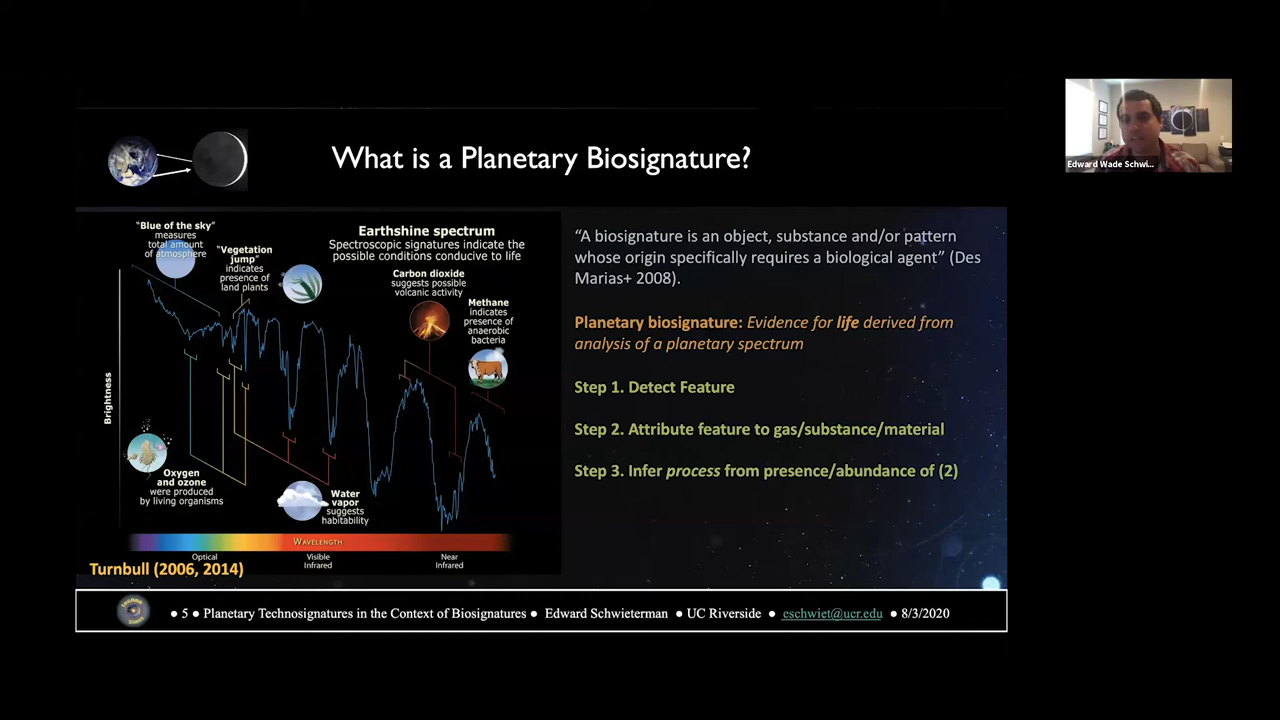 Edward Wade Schwi...
What is a Planetary Biosignature?
"Blue of the sky"
measures
total amount
of atmosphere
"Vegetation
jump"
indicates
presence of
land plants
Earthshine spectrum
Spectroscopic signatures indicate the
possible conditions conducive to life
Carbon dioxide
suggests possible
volcanic activity
Methane
indicates
presence of
anaerobic
bacteria
Brightness
Oxygen
and ozone
were produced
by living organisms
Water
vapor
suggests
habitability
WAVELENGTH
Optical
Visible
Infrared
Near
Infrared
Turnbull (2006, 2014)
“A biosignature is an object, substance and/or pattern
whose origin specifically requires a biological agent” (Des
Marias+ 2008).
Planetary biosignature: Evidence for life derived from
analysis of a planetary spectrum
Step 1. Detect Feature
Step 2. Attribute feature to gas/substance/material
Step 3. Infer process from presence/abundance of (2)
● 5 ● Planetary Technosignatures in the Context of Biosignatures ● Edward Schwieterman ● UC Riverside ● eschwiet@ucr.edu ● 8/3/2020